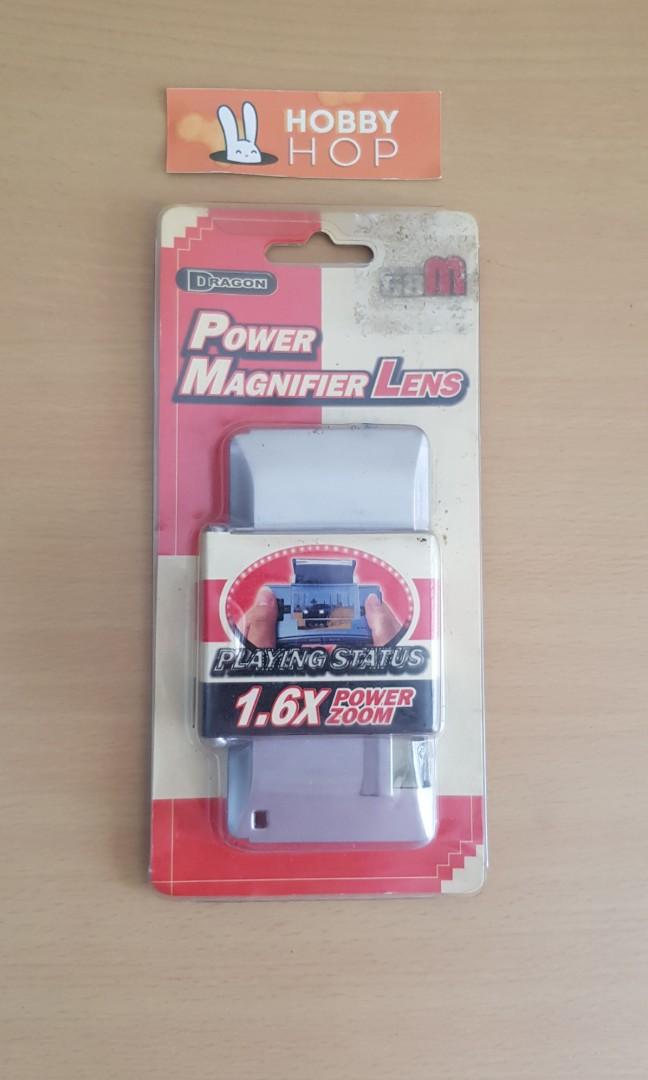 HOBBY
HOP
DRAGON
POWER
MAGNIFIER LENS
PLAYING STATUS
1.6X POWER
ZOOM